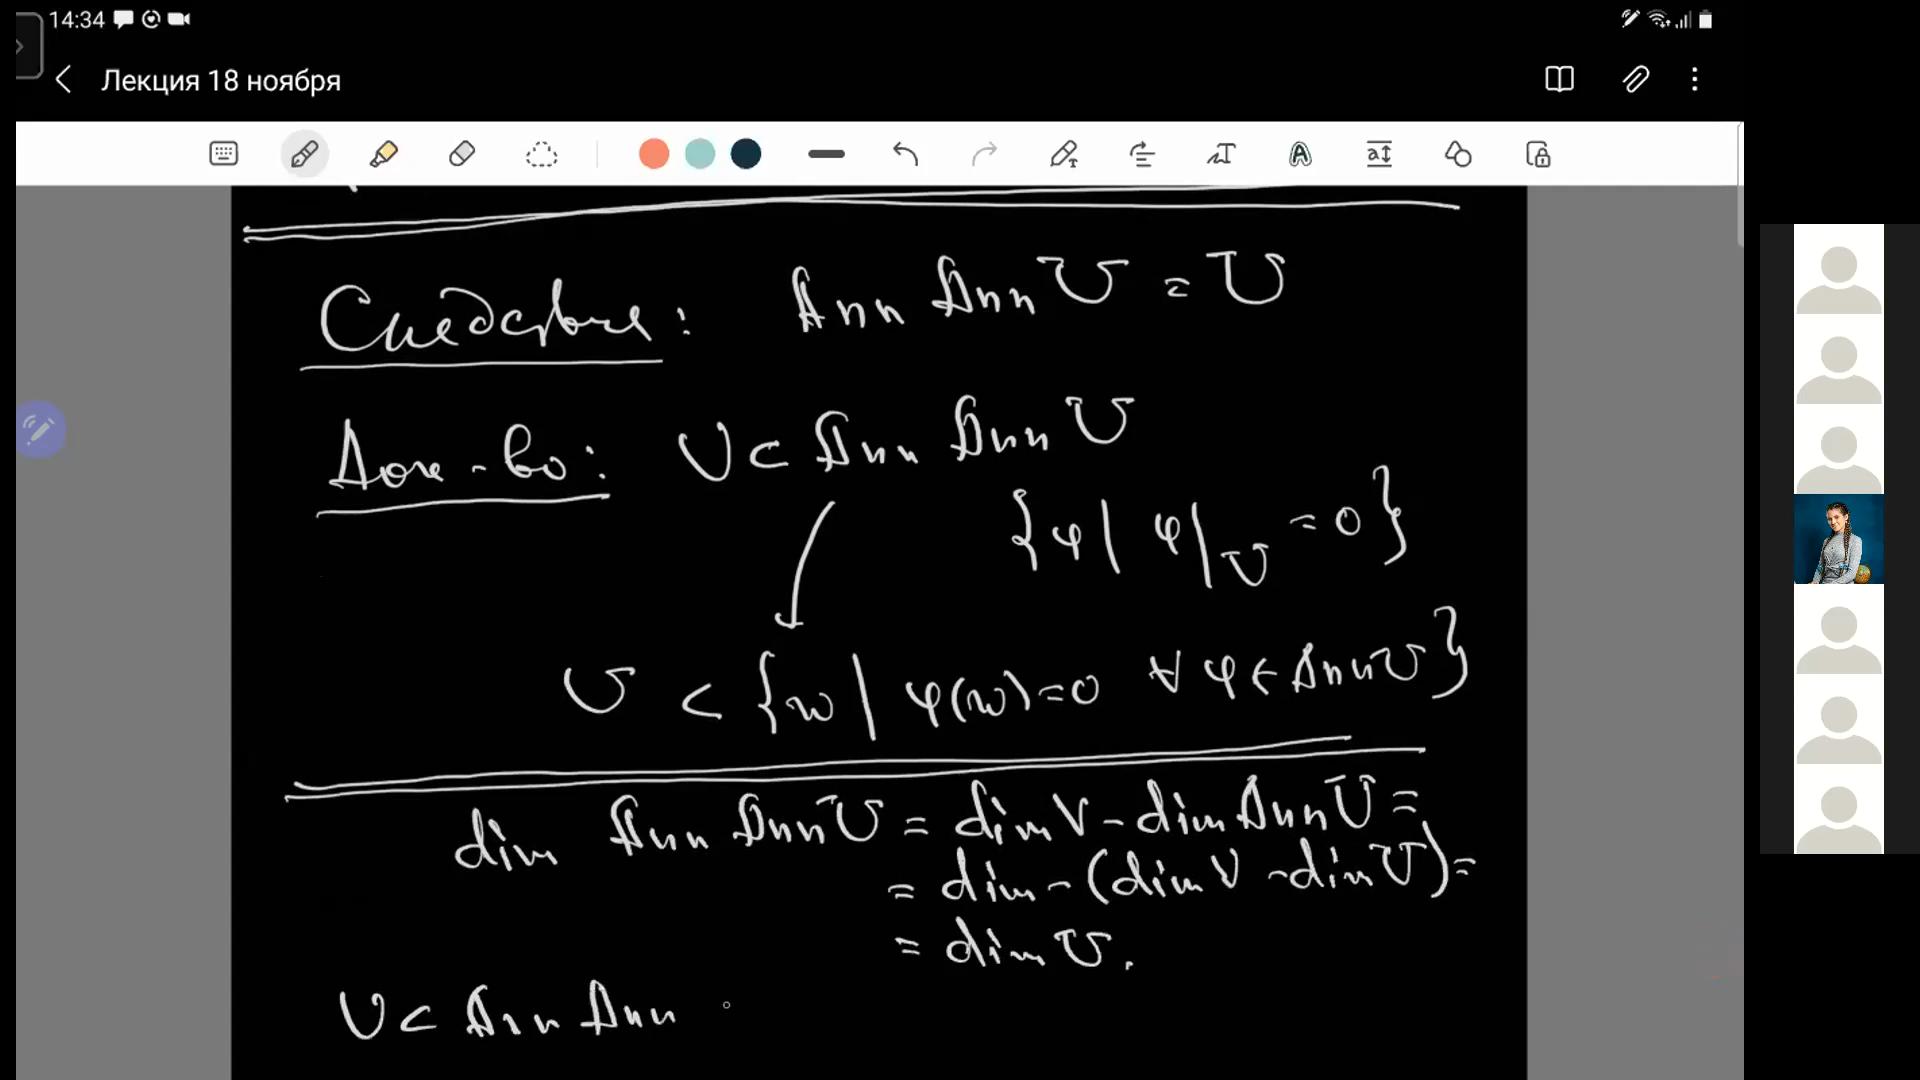 14:34
Лекция 18 ноября
Следствие: Ann Ann U = U
Док-во: U ⊂ Ann Ann U
{φ | φ|_U = 0}
U ⊂ {w | φ(w)=0 ∀ φ ∈ Ann U}
dim Ann Ann U = dim V - dim Ann U =
= dim - (dim V - dim U) =
= dim U.
U ⊂ Ann Ann